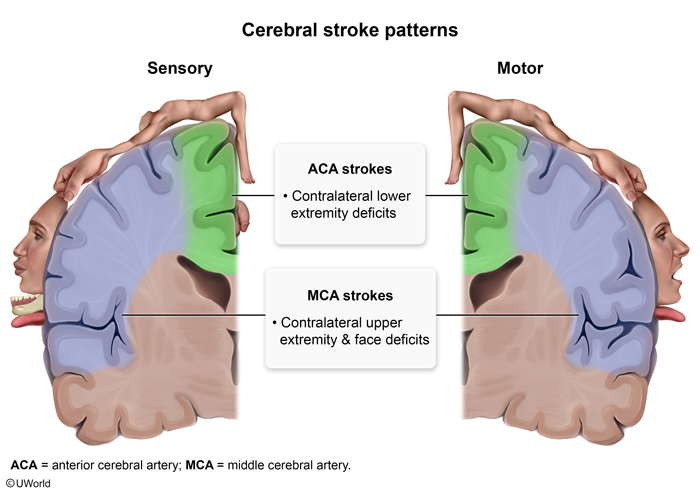 Cerebral stroke patterns
Sensory
Motor
ACA strokes
• Contralateral lower
extremity deficits
MCA strokes
• Contralateral upper
extremity & face deficits
ACA = anterior cerebral artery; MCA = middle cerebral artery.
©UWorld